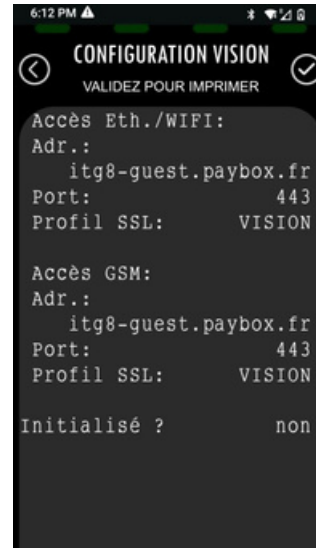 6:12 PM
CONFIGURATION VISION
VALIDEZ POUR IMPRIMER
Accès Eth./WIFI:
Adr.:
itg8-guest.paybox.fr
Port: 443
Profil SSL: VISION
Accès GSM:
Adr.:
itg8-guest.paybox.fr
Port: 443
Profil SSL: VISION
Initialisé ? non